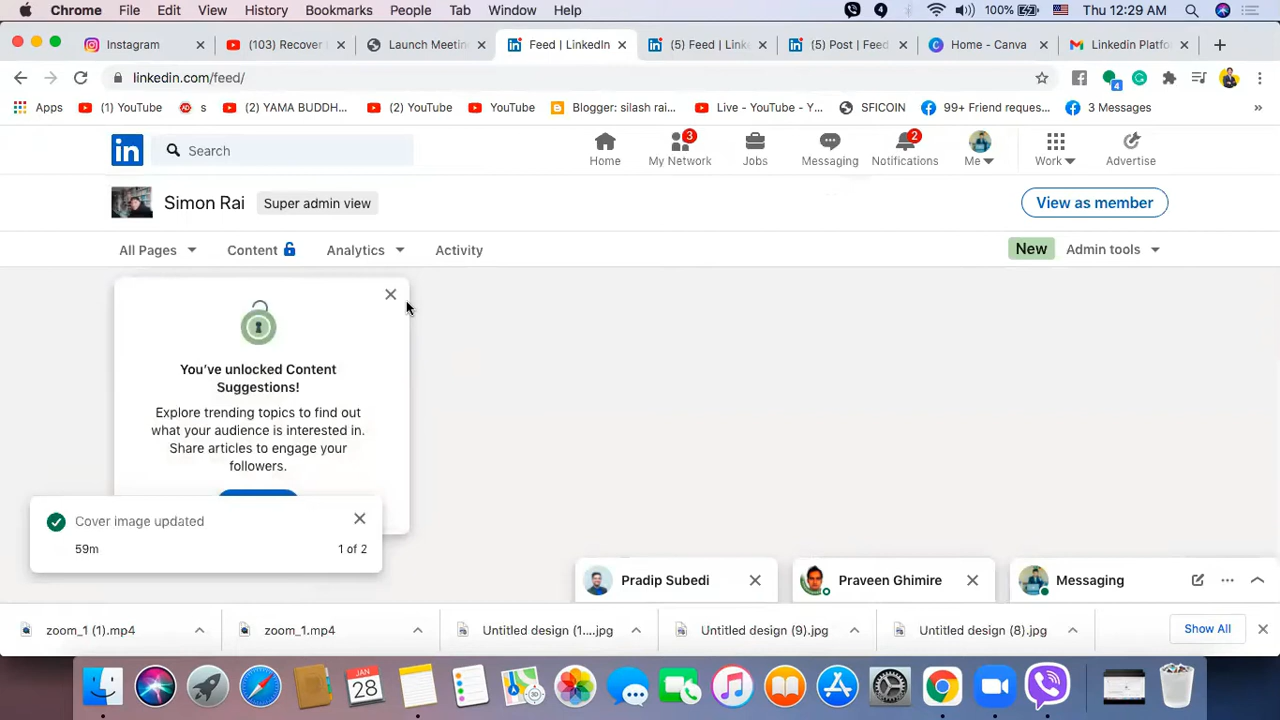 Chrome File Edit View History Bookmarks People Tab Window Help 4 100% Thu 12:29 AM
Instagram (103) Recover Launch Meetin Feed | LinkedIn (5) Feed | Linke (5) Post | Feed Home - Canva Linkedin Platfo
linkedin.com/feed/ 4
Apps (1) YouTube AD s (2) YAMA BUDDH... (2) YouTube YouTube Blogger: silash rai... Live - YouTube - Y... SFICOIN 99+ Friend reques... 3 Messages »
in Search Home 3 My Network Jobs Messaging 2 Notifications Me Work Advertise
Simon Rai Super admin view View as member
All Pages Content Analytics Activity New Admin tools
You've unlocked Content
Suggestions!
Explore trending topics to find out
what your audience is interested in.
Share articles to engage your
followers.
Cover image updated
59m 1 of 2
Pradip Subedi Praveen Ghimire Messaging
zoom_1 (1).mp4 zoom_1.mp4 Untitled design (1....jpg Untitled design (9).jpg Untitled design (8).jpg Show All
JAN
28